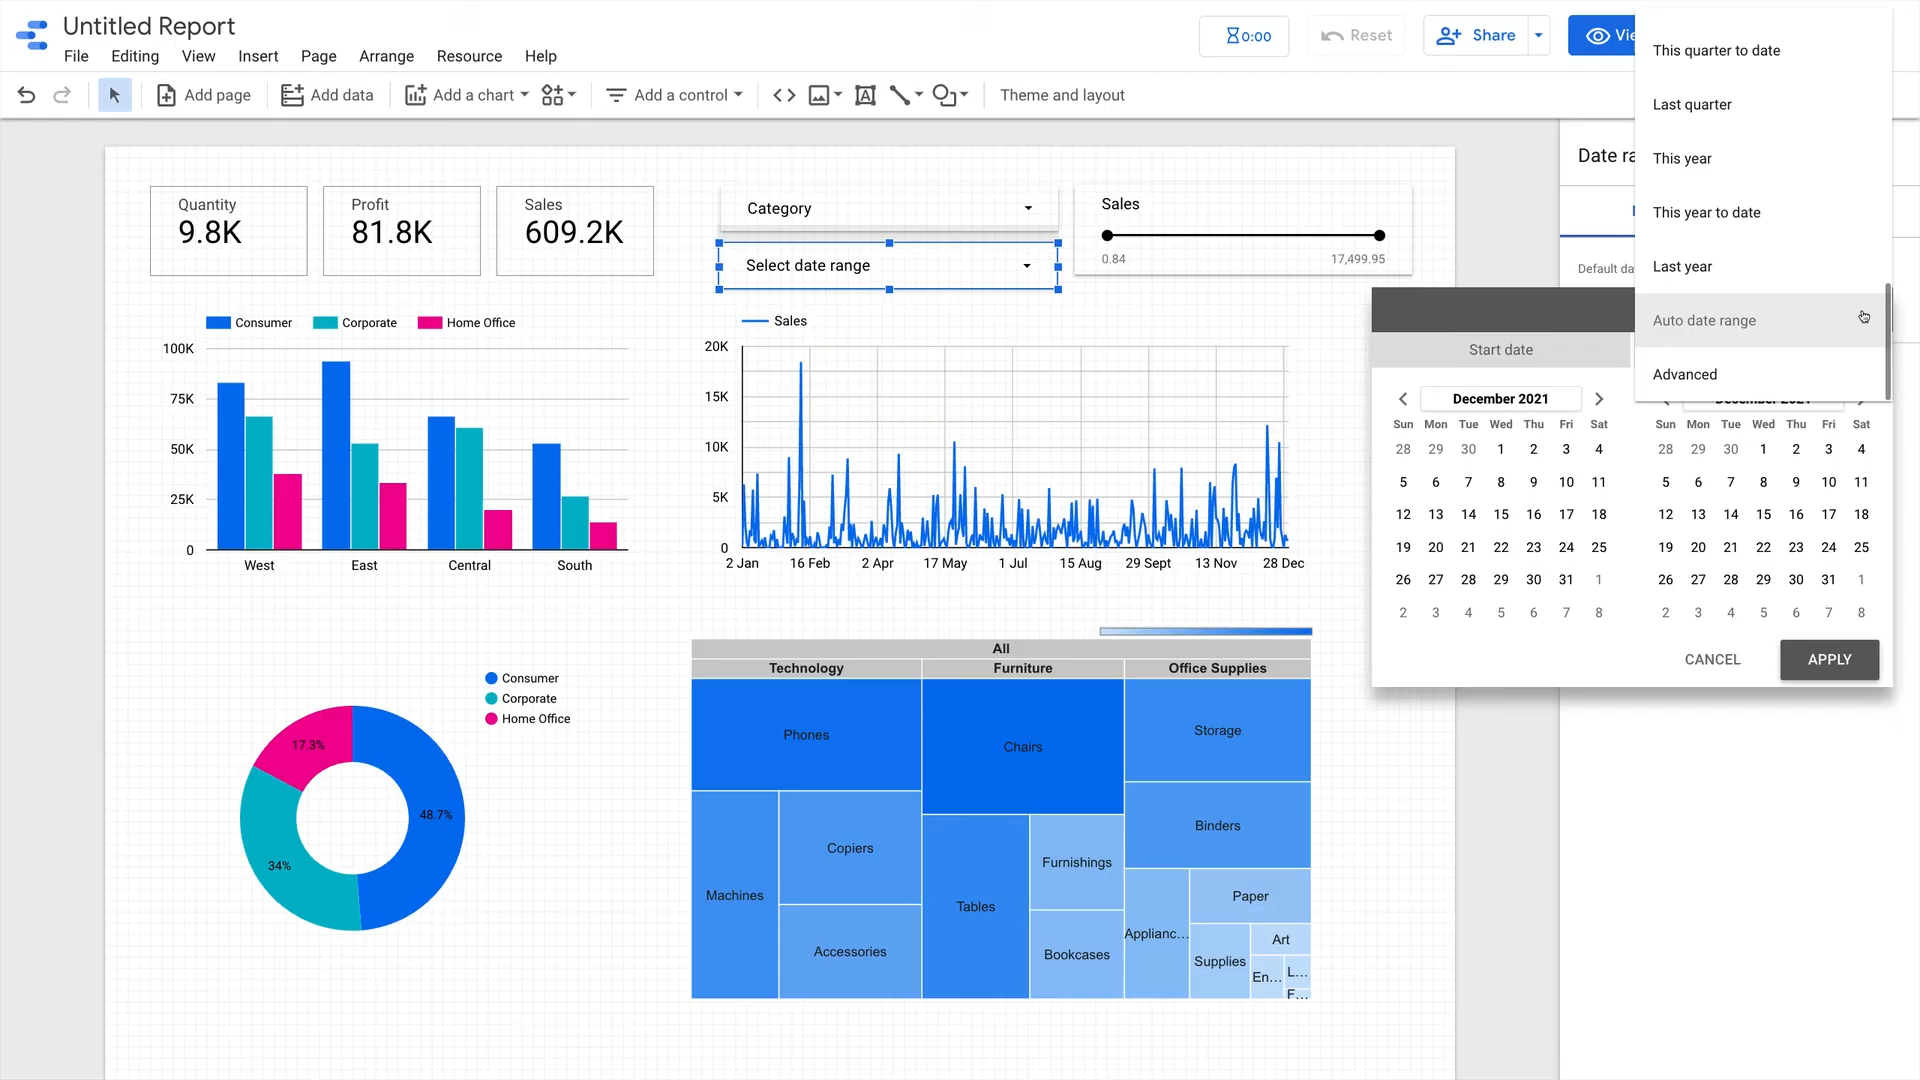 Untitled Report
File Editing View Insert Page Arrange Resource Help
0:00
Reset
Share
Vie
Add page
Add data
Add a chart
Add a control
Theme and layout
This quarter to date
Last quarter
This year
This year to date
Last year
Auto date range
Advanced
Date ra
Default da
Quantity
9.8K
Profit
81.8K
Sales
609.2K
Category
Select date range
Sales
0.84 17,499.95
Consumer Corporate Home Office
100K
75K
50K
25K
0
West East Central South
Sales
20K
15K
10K
5K
0
2 Jan 16 Feb 2 Apr 17 May 1 Jul 15 Aug 29 Sept 13 Nov 28 Dec
Start date
December 2021
Sun Mon Tue Wed Thu Fri Sat
28 29 30 1 2 3 4
5 6 7 8 9 10 11
12 13 14 15 16 17 18
19 20 21 22 23 24 25
26 27 28 29 30 31 1
2 3 4 5 6 7 8
December 2021
Sun Mon Tue Wed Thu Fri Sat
28 29 30 1 2 3 4
5 6 7 8 9 10 11
12 13 14 15 16 17 18
19 20 21 22 23 24 25
26 27 28 29 30 31 1
2 3 4 5 6 7 8
CANCEL APPLY
Consumer
Corporate
Home Office
17.3%
48.7%
34%
All
Technology Furniture Office Supplies
Phones
Chairs
Storage
Binders
Copiers
Furnishings
Machines
Paper
Tables
Applianc...
Art
Accessories
Bookcases
Supplies
En...
L...
F...